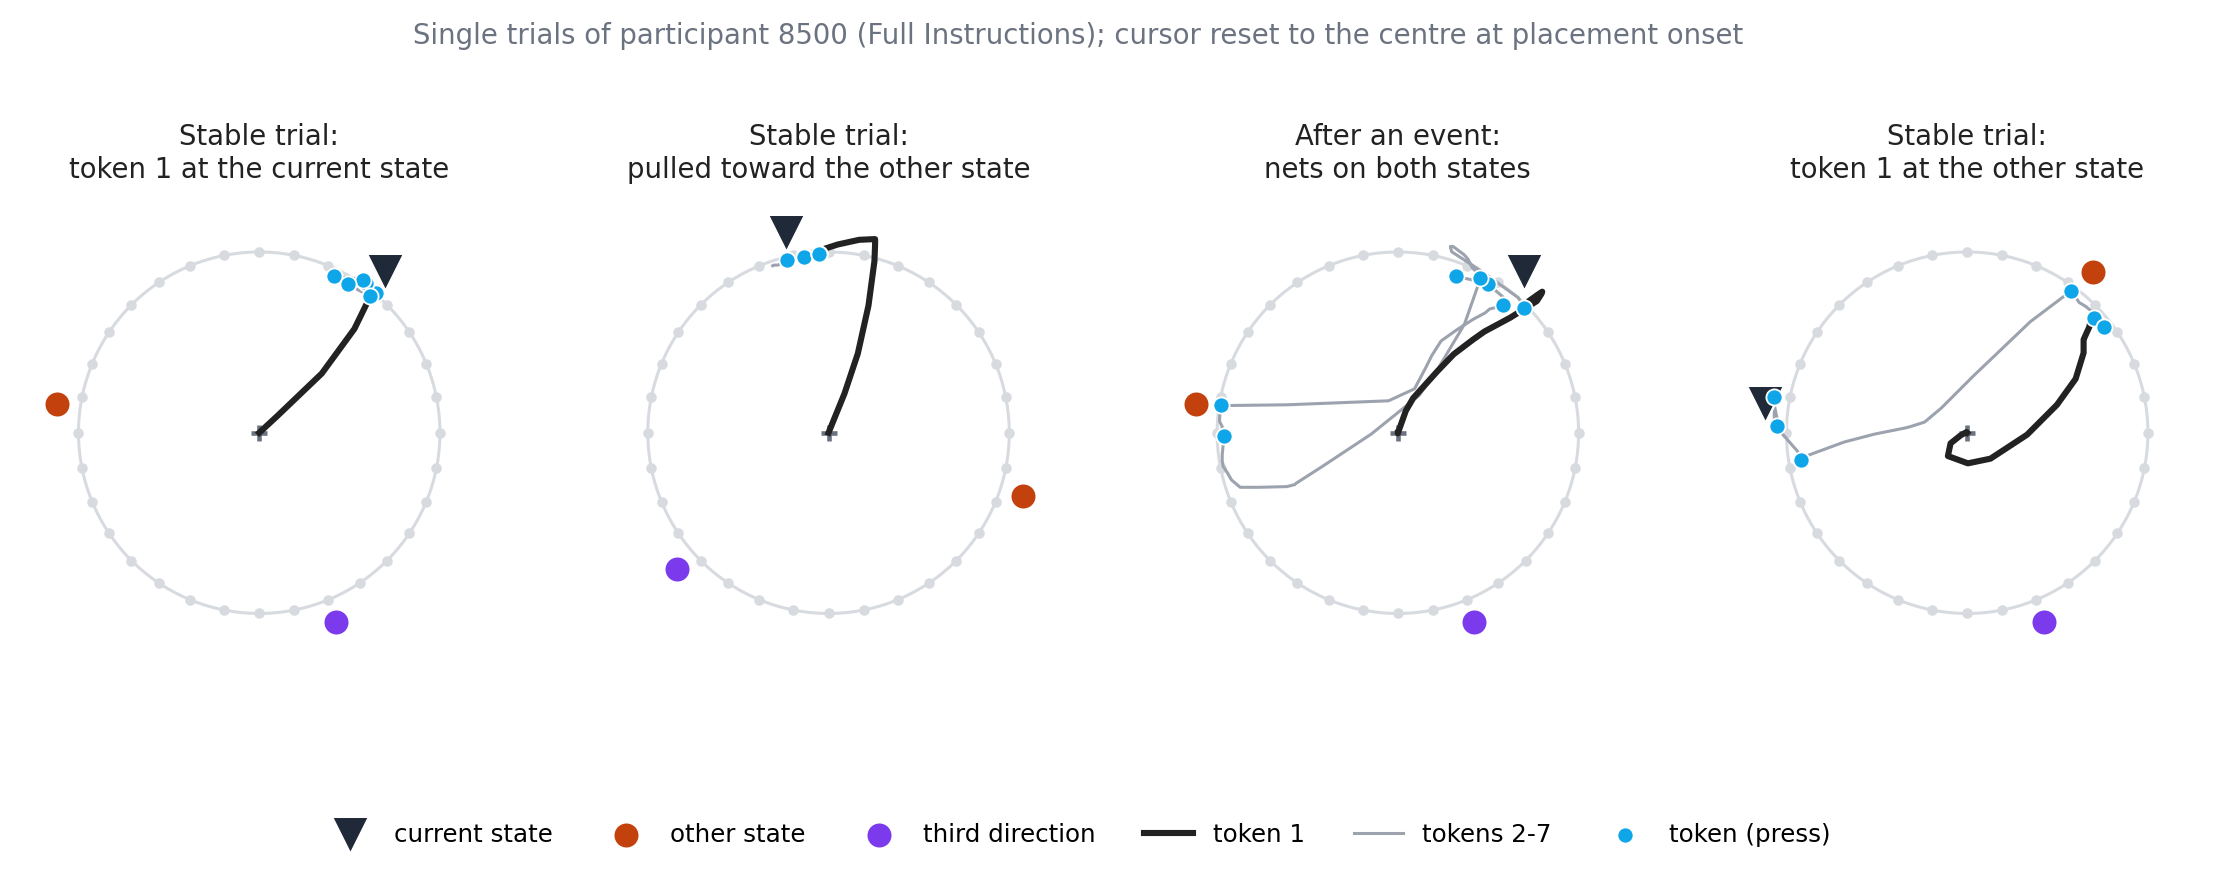 Single trials of participant 8500 (Full Instructions); cursor reset to the centre at placement onset
Stable trial:
token 1 at the current state
Stable trial:
pulled toward the other state
After an event:
nets on both states
Stable trial:
token 1 at the other state
current state
other state
third direction
token 1
tokens 2-7
token (press)